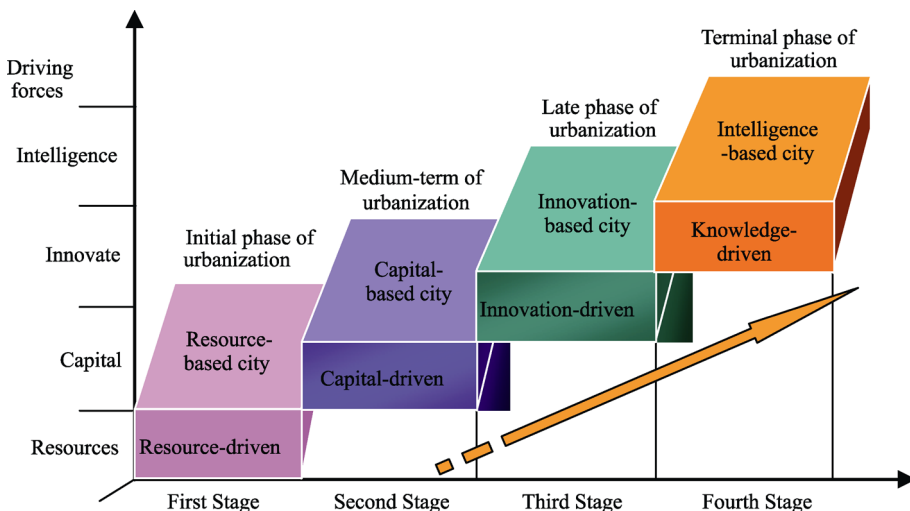 Driving
forces
Intelligence
Innovate
Capital
Resources
Initial phase of
urbanization
Resource-
based city
Resource-driven
Medium-term of
urbanization
Capital-
based city
Capital-driven
Late phase of
urbanization
Innovation-
based city
Innovation-driven
Terminal phase of
urbanization
Intelligence
-based city
Knowledge-
driven
First Stage
Second Stage
Third Stage
Fourth Stage